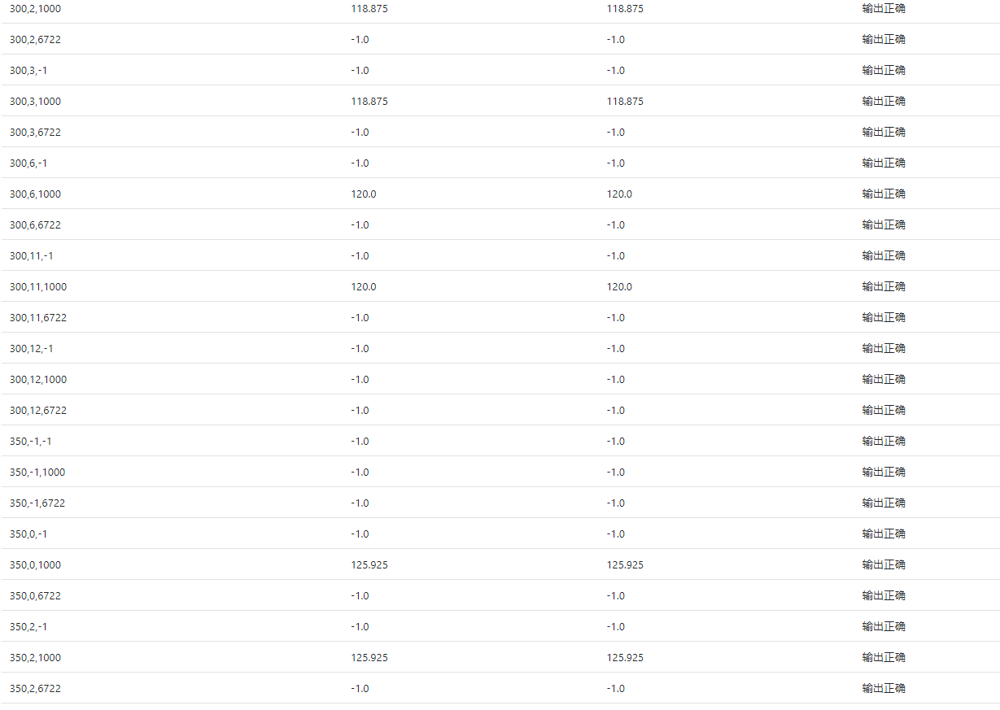 300,2,1000 118.875 118.875 输出正确
300,2,6722 -1.0 -1.0 输出正确
300,3,-1 -1.0 -1.0 输出正确
300,3,1000 118.875 118.875 输出正确
300,3,6722 -1.0 -1.0 输出正确
300,6,-1 -1.0 -1.0 输出正确
300,6,1000 120.0 120.0 输出正确
300,6,6722 -1.0 -1.0 输出正确
300,11,-1 -1.0 -1.0 输出正确
300,11,1000 120.0 120.0 输出正确
300,11,6722 -1.0 -1.0 输出正确
300,12,-1 -1.0 -1.0 输出正确
300,12,1000 -1.0 -1.0 输出正确
300,12,6722 -1.0 -1.0 输出正确
350,-1,-1 -1.0 -1.0 输出正确
350,-1,1000 -1.0 -1.0 输出正确
350,-1,6722 -1.0 -1.0 输出正确
350,0,-1 -1.0 -1.0 输出正确
350,0,1000 125.925 125.925 输出正确
350,0,6722 -1.0 -1.0 输出正确
350,2,-1 -1.0 -1.0 输出正确
350,2,1000 125.925 125.925 输出正确
350,2,6722 -1.0 -1.0 输出正确